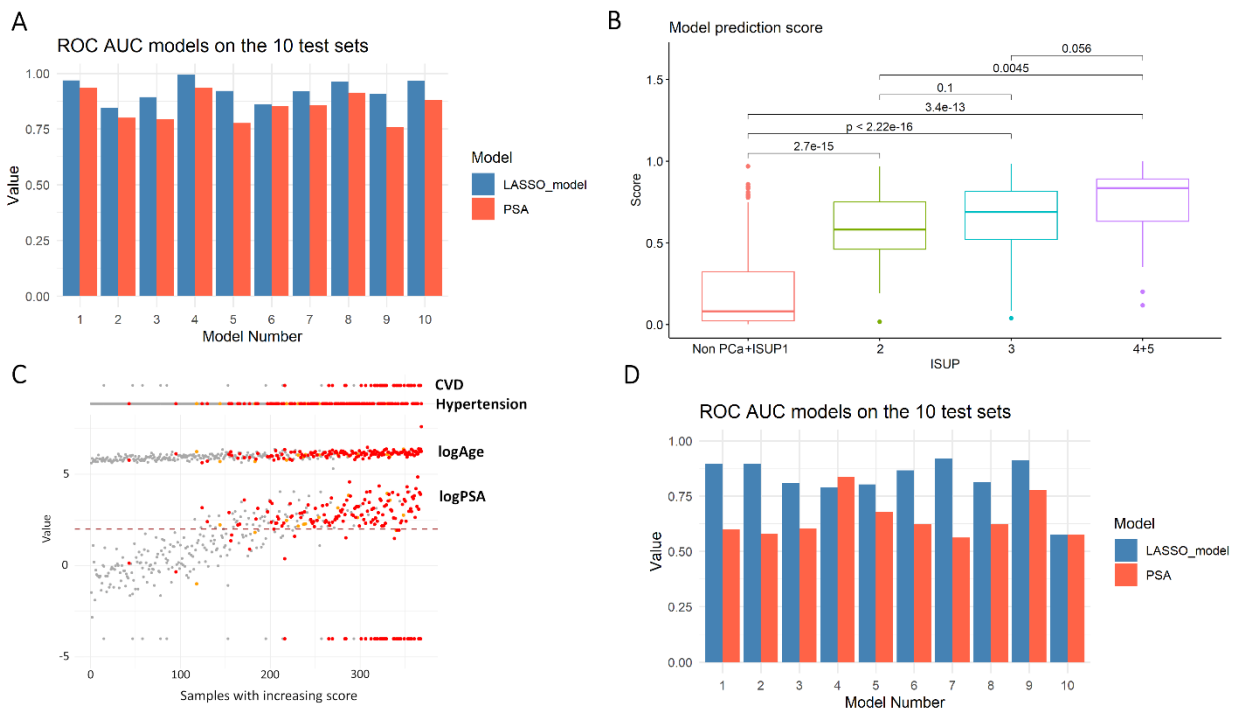 A
ROC AUC models on the 10 test sets
1.00
0.75
0.50
0.25
0.00
Value
1 2 3 4 5 6 7 8 9 10
Model Number
Model
LASSO_model
PSA
B
Model prediction score
0.056
0.0045
0.1
3.4e-13
p < 2.22e-16
2.7e-15
1.5
1.0
0.5
0.0
Score
Non PCa+ISUP1 2 3 4+5
ISUP
C
CVD
Hypertension
logAge
logPSA
5
0
-5
Value
0 100 200 300
Samples with increasing score
D
ROC AUC models on the 10 test sets
1.00
0.75
0.50
0.25
0.00
Value
1 2 3 4 5 6 7 8 9 10
Model Number
Model
LASSO_model
PSA